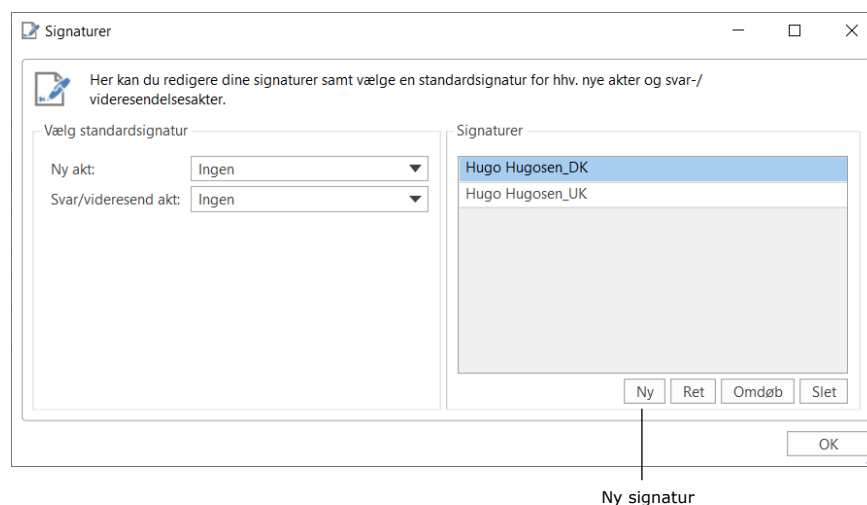 Signaturer
Her kan du redigere dine signaturer samt vælge en standardsignatur for hhv. nye akter og svar-/
videresendelsesakter.
Vælg standardsignatur
Ny akt: Ingen
Svar/videresend akt: Ingen
Signaturer
Hugo Hugosen_DK
Hugo Hugosen_UK
Ny Ret Omdøb Slet
OK
Ny signatur